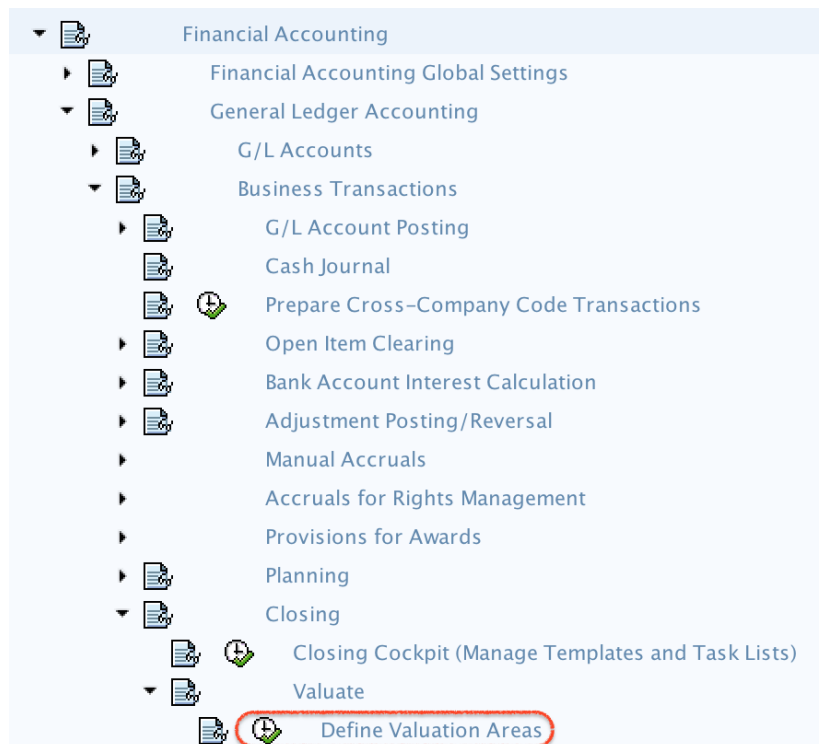 Financial Accounting
Financial Accounting Global Settings
General Ledger Accounting
G/L Accounts
Business Transactions
G/L Account Posting
Cash Journal
Prepare Cross-Company Code Transactions
Open Item Clearing
Bank Account Interest Calculation
Adjustment Posting/Reversal
Manual Accruals
Accruals for Rights Management
Provisions for Awards
Planning
Closing
Closing Cockpit (Manage Templates and Task Lists)
Valuate
Define Valuation Areas